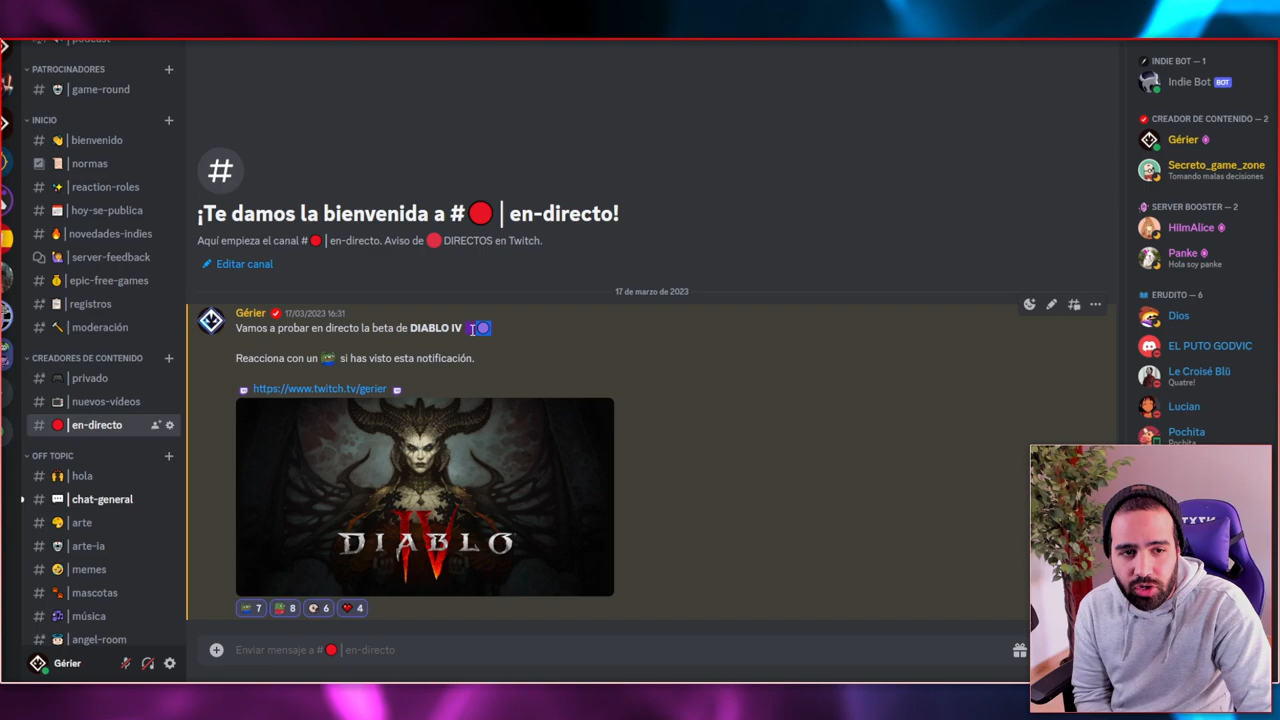 podcast
PATROCINADORES
game-round
INICIO
bienvenido
normas
reaction-roles
hoy-se-publica
novedades-indies
server-feedback
epic-free-games
registros
moderación
CREADORES DE CONTENIDO
privado
nuevos-vídeos
en-directo
OFF TOPIC
hola
chat-general
arte
arte-ia
memes
mascotas
música
angel-room
Gérier
¡Te damos la bienvenida a # | en-directo!
Aquí empieza el canal # | en-directo. Aviso de DIRECTOS en Twitch.
Editar canal
17 de marzo de 2023
Gérier 17/03/2023 16:31
Vamos a probar en directo la beta de DIABLO IV
Reacciona con un si has visto esta notificación.
https://www.twitch.tv/gerier
DIABLO IV
7 8 6 4
Enviar mensaje a # | en-directo
INDIE BOT — 1
Indie Bot BOT
CREADOR DE CONTENIDO — 2
Gérier
Secreto_game_zone
Tomando malas decisiones
SERVER BOOSTER — 2
HilmAlice
Panke
Hola soy panke
ERUDITO — 6
Dios
EL PUTO GODVIC
Le Croisé Blü
Quatre!
Lucian
Pochita
Pochita